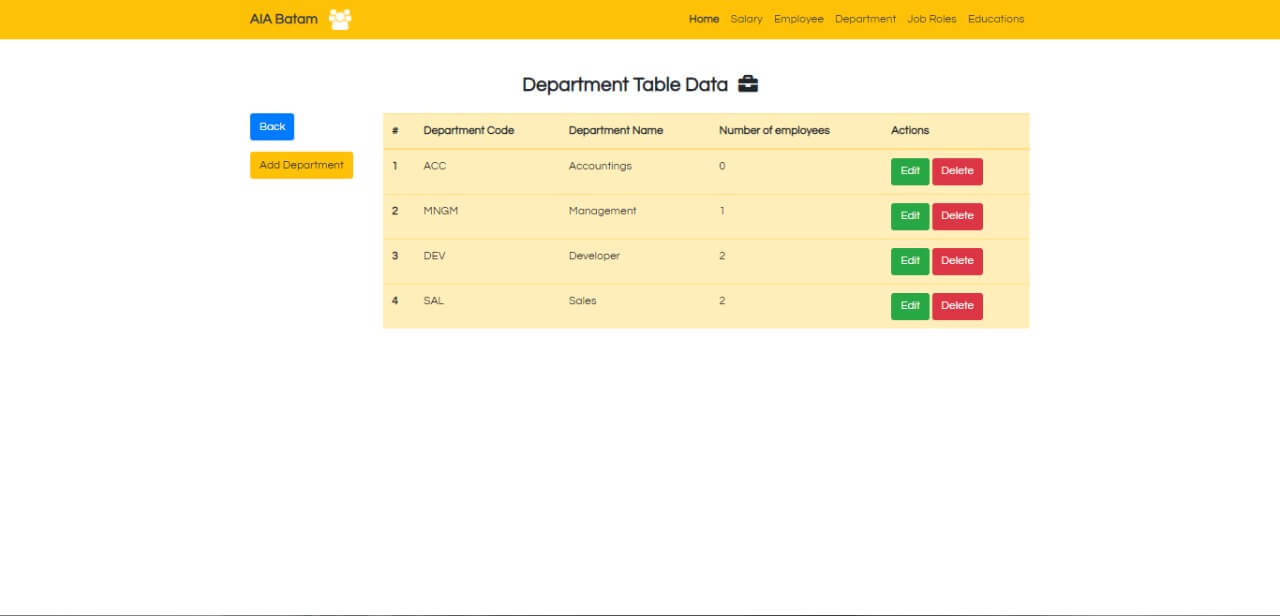 AIA Batam
Home Salary Employee Department Job Roles Educations
Department Table Data
Back
Add Department
# Department Code Department Name Number of employees Actions
1 ACC Accountings 0 Edit Delete
2 MNGM Management 1 Edit Delete
3 DEV Developer 2 Edit Delete
4 SAL Sales 2 Edit Delete